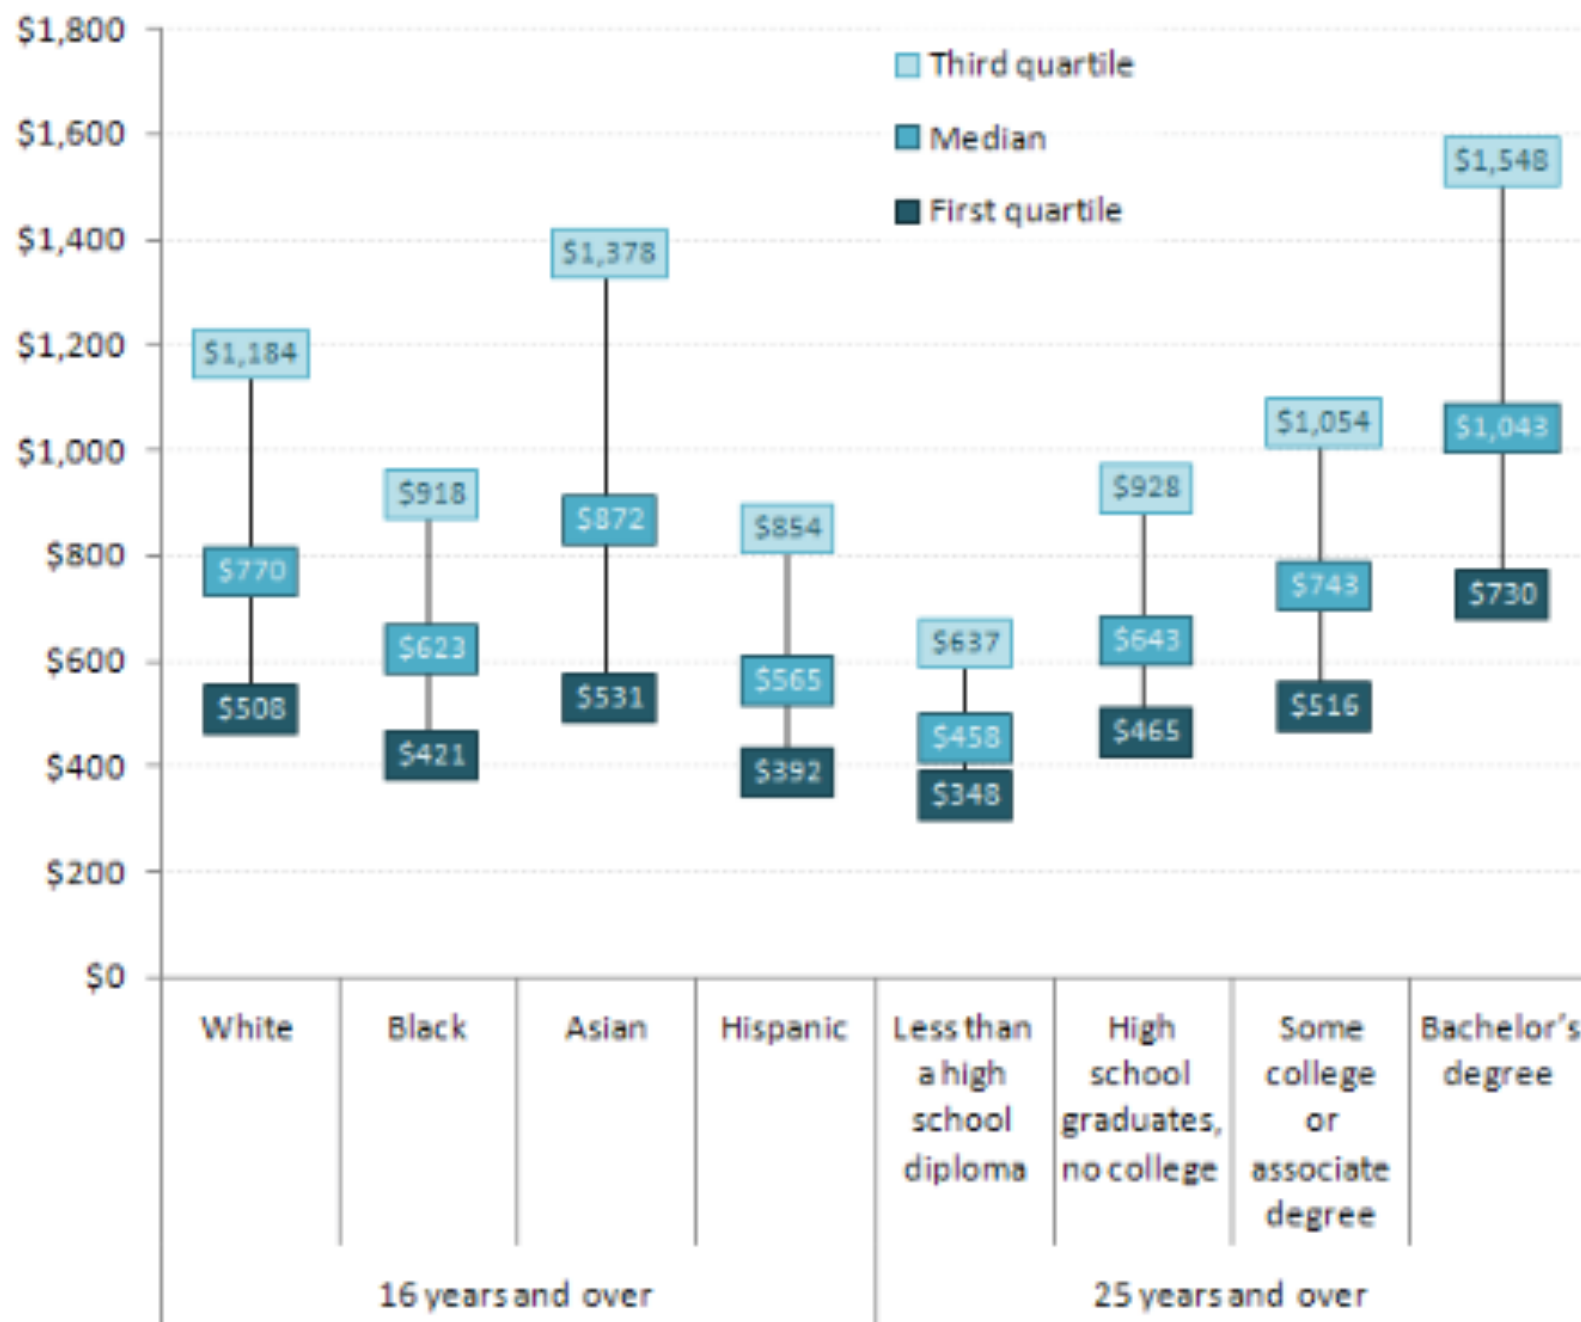 $1,800
$1,600
$1,400
$1,200
$1,000
$800
$600
$400
$200
$0
Third quartile
Median
First quartile
$1,184
$770
$508
$918
$623
$421
$1,378
$872
$531
$854
$565
$392
$637
$458
$348
$928
$643
$465
$1,054
$743
$516
$1,548
$1,043
$730
White
Black
Asian
Hispanic
Less than
a high
school
diploma
High
school
graduates,
no college
Some
college
or
associate
degree
Bachelor's
degree
16 years and over
25 years and over